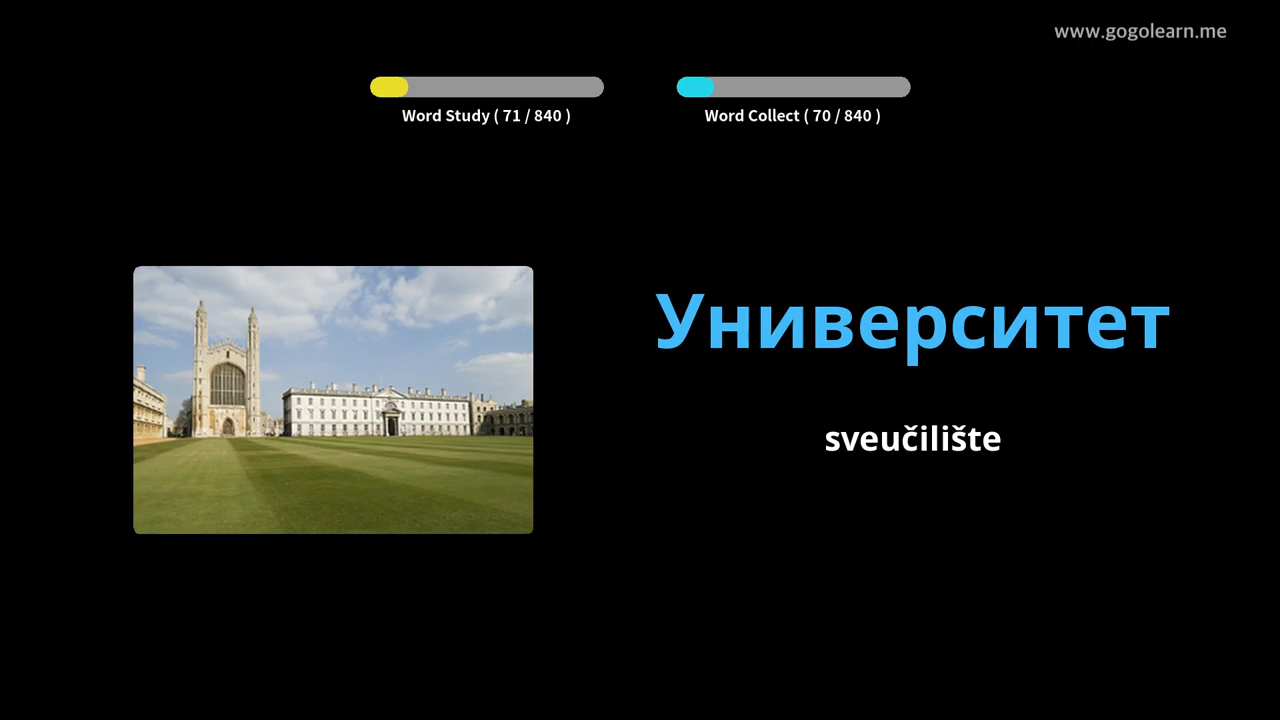 www.gogolearn.me
Word Study ( 71 / 840 )
Word Collect ( 70 / 840 )
Университет
sveučilište